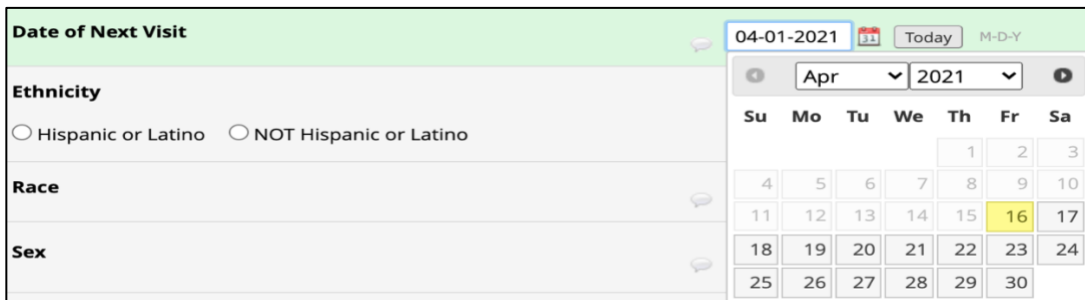 Date of Next Visit
04-01-2021 31 Today M-D-Y
Apr 2021
Su Mo Tu We Th Fr Sa
1 2 3
4 5 6 7 8 9 10
11 12 13 14 15 16 17
18 19 20 21 22 23 24
25 26 27 28 29 30
Ethnicity
Hispanic or Latino NOT Hispanic or Latino
Race
Sex